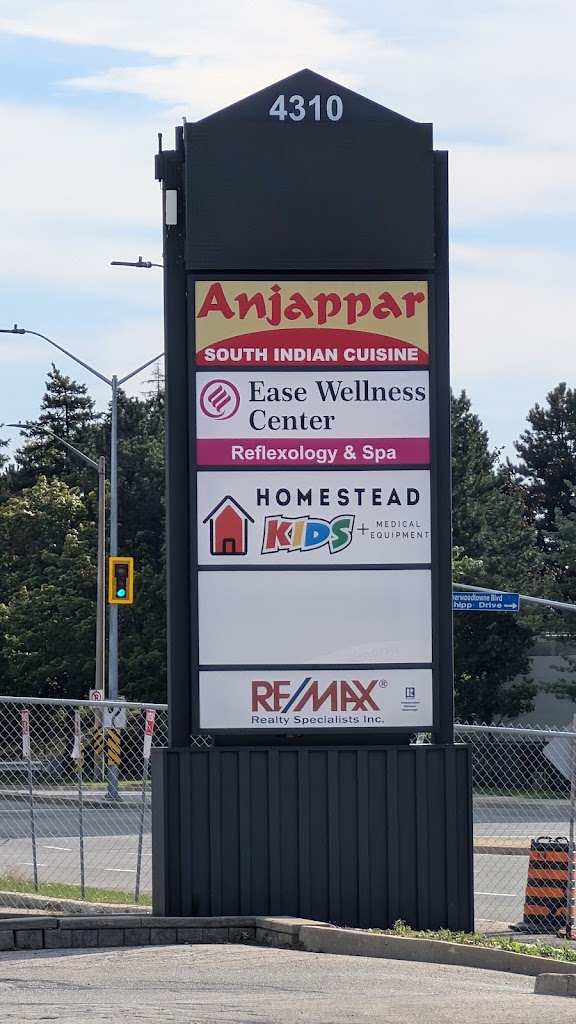 4310
Anjappar
SOUTH INDIAN CUISINE
Ease Wellness
Center
Reflexology & Spa
HOMESTEAD
KIDS + MEDICAL
EQUIPMENT
RE/MAX®
Realty Specialists Inc.
Drive →